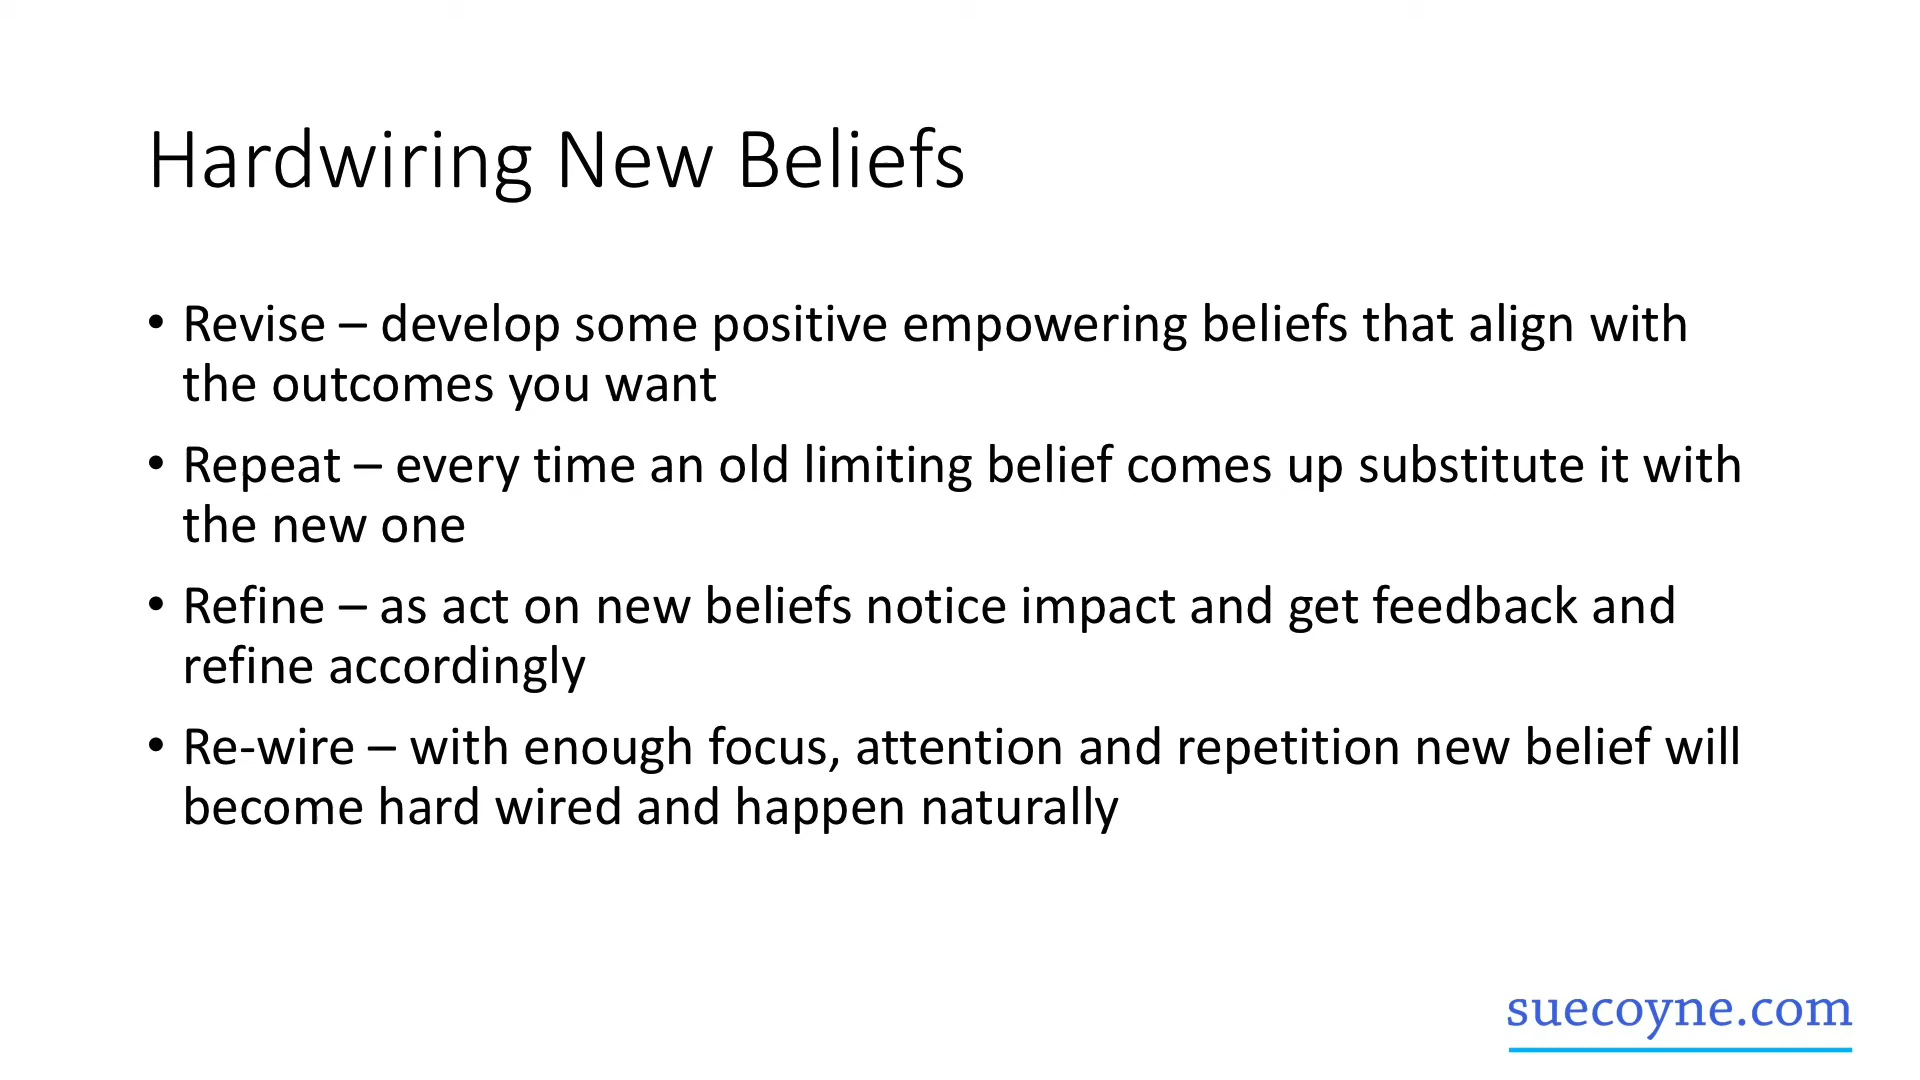 Hardwiring New Beliefs
• Revise – develop some positive empowering beliefs that align with
the outcomes you want
• Repeat – every time an old limiting belief comes up substitute it with
the new one
• Refine – as act on new beliefs notice impact and get feedback and
refine accordingly
• Re-wire – with enough focus, attention and repetition new belief will
become hard wired and happen naturally
suecoyne.com